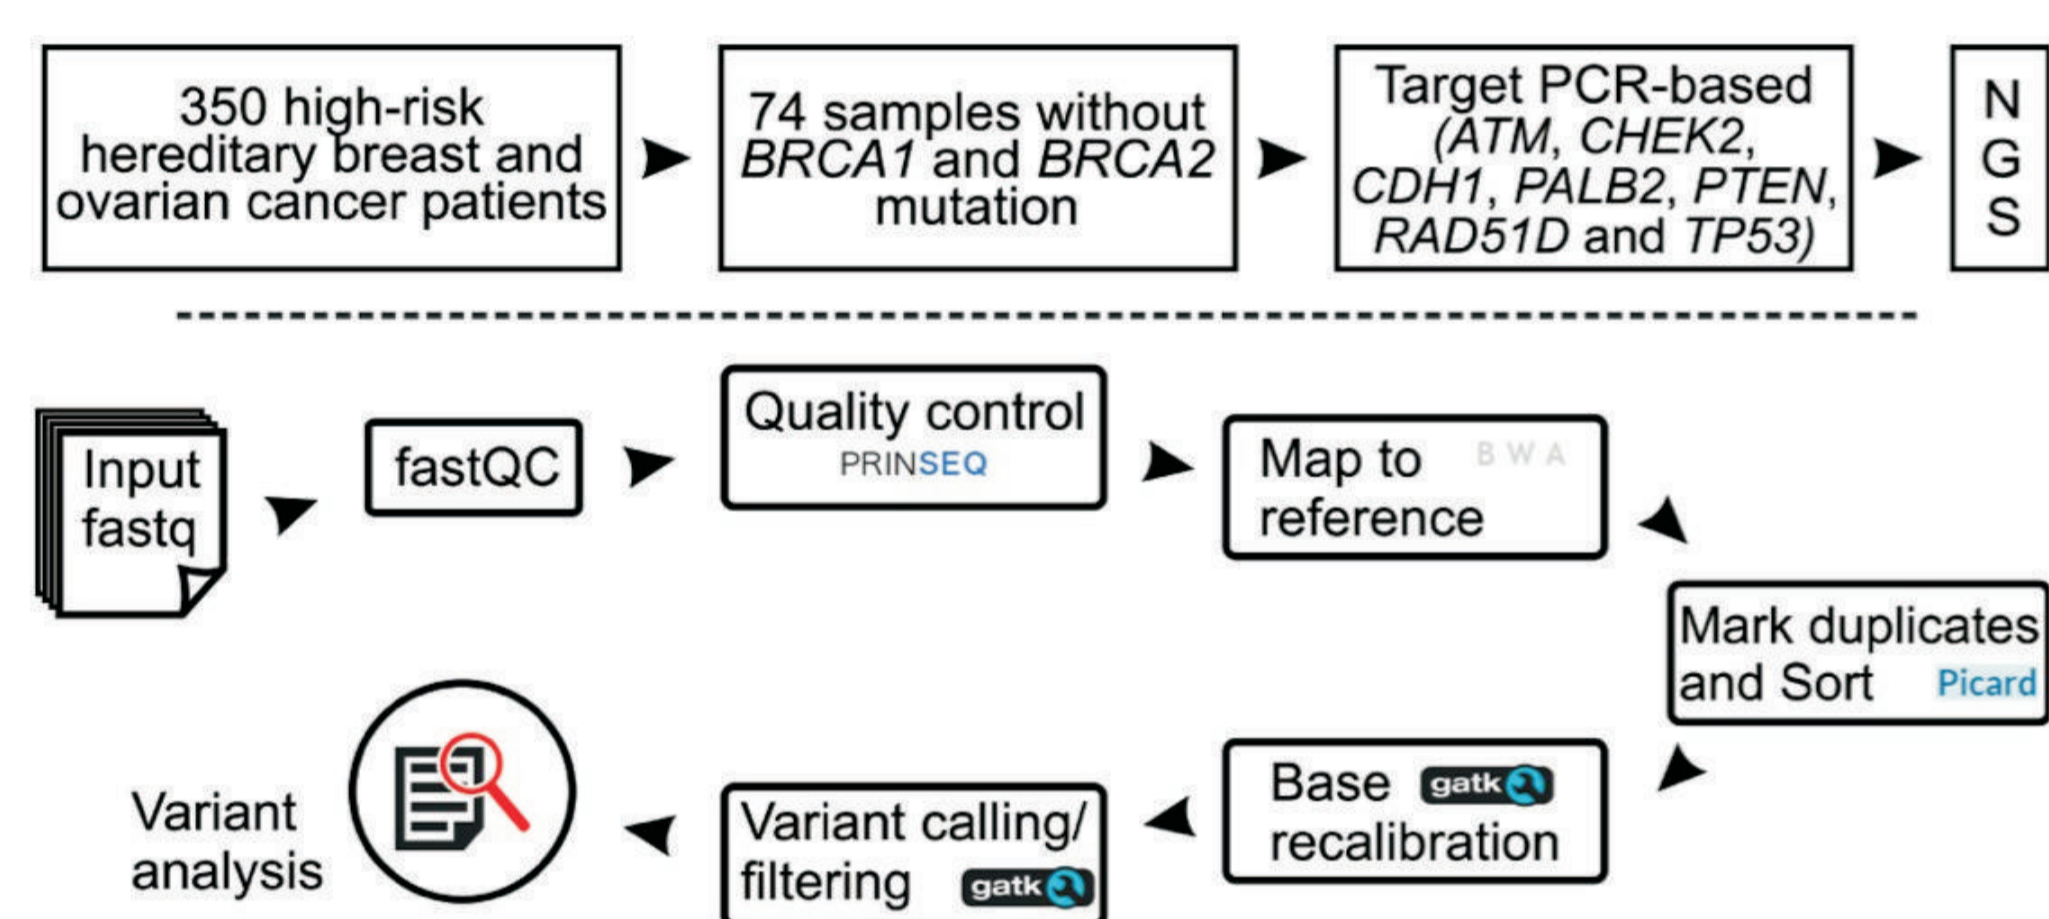 350 high-risk
hereditary breast and
ovarian cancer patients
74 samples without
BRCA1 and BRCA2
mutation
Target PCR-based
(ATM, CHEK2,
CDH1, PALB2, PTEN,
RAD51D and TP53)
N
G
S
Input
fastq
fastQC
Quality control
PRINSEQ
Map to BWA
reference
Mark duplicates
and Sort Picard
Base gatk
recalibration
Variant calling/
filtering gatk
Variant
analysis